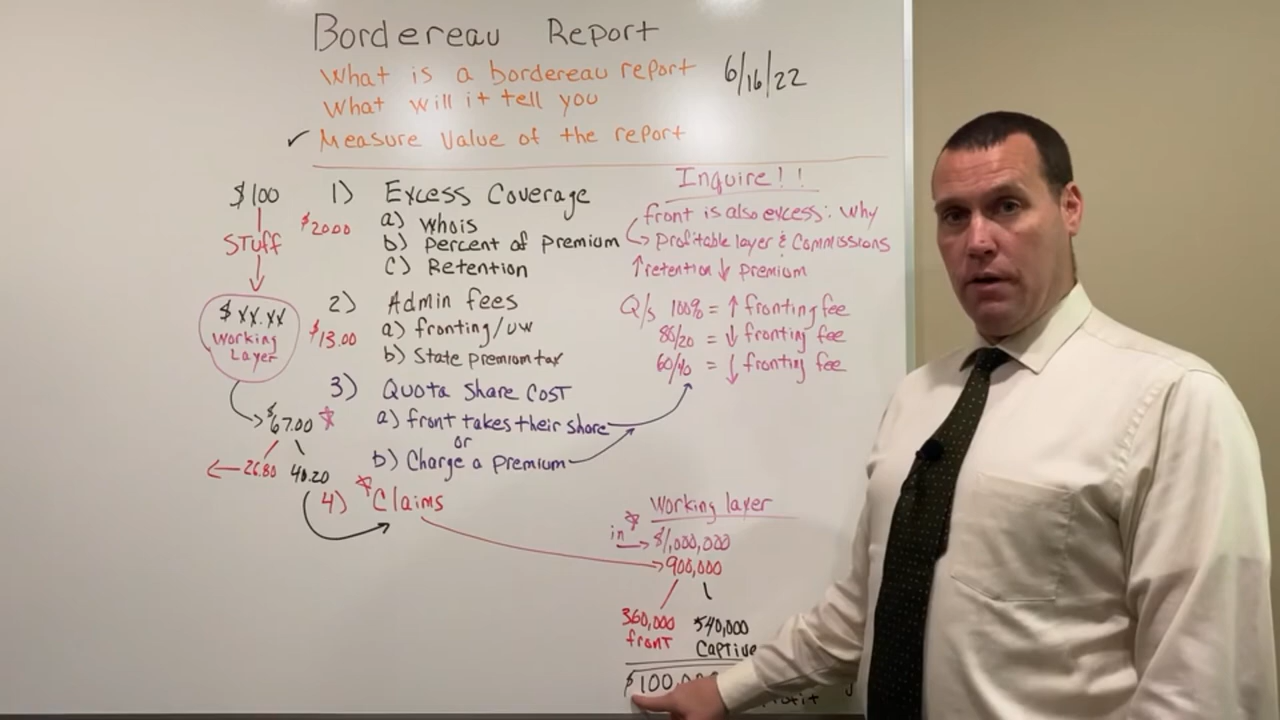 Bordereau Report
What is a bordereau report
6/16/22
What will it tell you
✓ Measure Value of the report
$100
STUFF
$XX.XX
Working
Layer
$67.00 *
26.80 40.20
1) Excess Coverage
$20.00
a) Whois
b) percent of premium
c) Retention
2) Admin fees
$13.00
a) fronting/uw
b) State premium tax
3) Quota Share Cost
a) front takes their share
or
b) Charge a premium
4) * Claims
Inquire!!
front is also excess: Why
↳ Profitable layer & Commissions
↑ retention ↓ premium
Q/S 100% = ↑ fronting fee
80/20 = ↓ fronting fee
60/40 = ↓ fronting fee
Working layer
in * → $1,000,000
900,000
360,000 $540,000
front Captive
$100,0